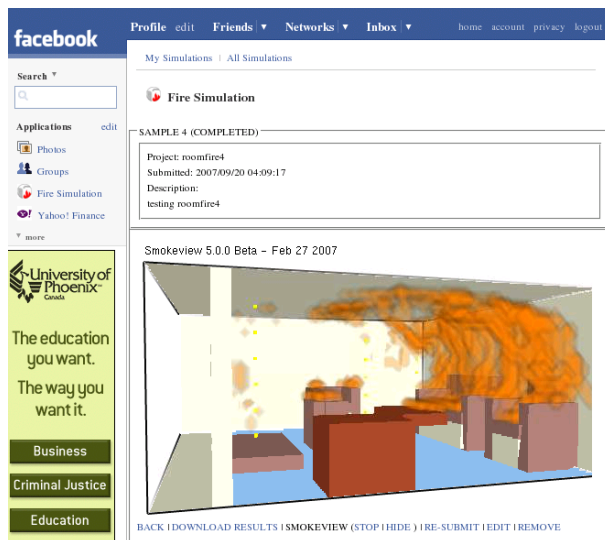 facebook
Profile edit Friends ▼ Networks ▼ Inbox ▼ home account privacy logout
Search ▼
Applications edit
Photos
Groups
Fire Simulation
Yahoo! Finance
▼ more
University of
Phoenix™
Canada
The education
you want.
The way you
want it.
Business
Criminal Justice
Education
My Simulations | All Simulations
Fire Simulation
SAMPLE 4 (COMPLETED)
Project: roomfire4
Submitted: 2007/09/20 04:09:17
Description:
testing roomfire4
Smokeview 5.0.0 Beta - Feb 27 2007
BACK | DOWNLOAD RESULTS | SMOKEVIEW (STOP | HIDE ) | RE-SUBMIT | EDIT | REMOVE